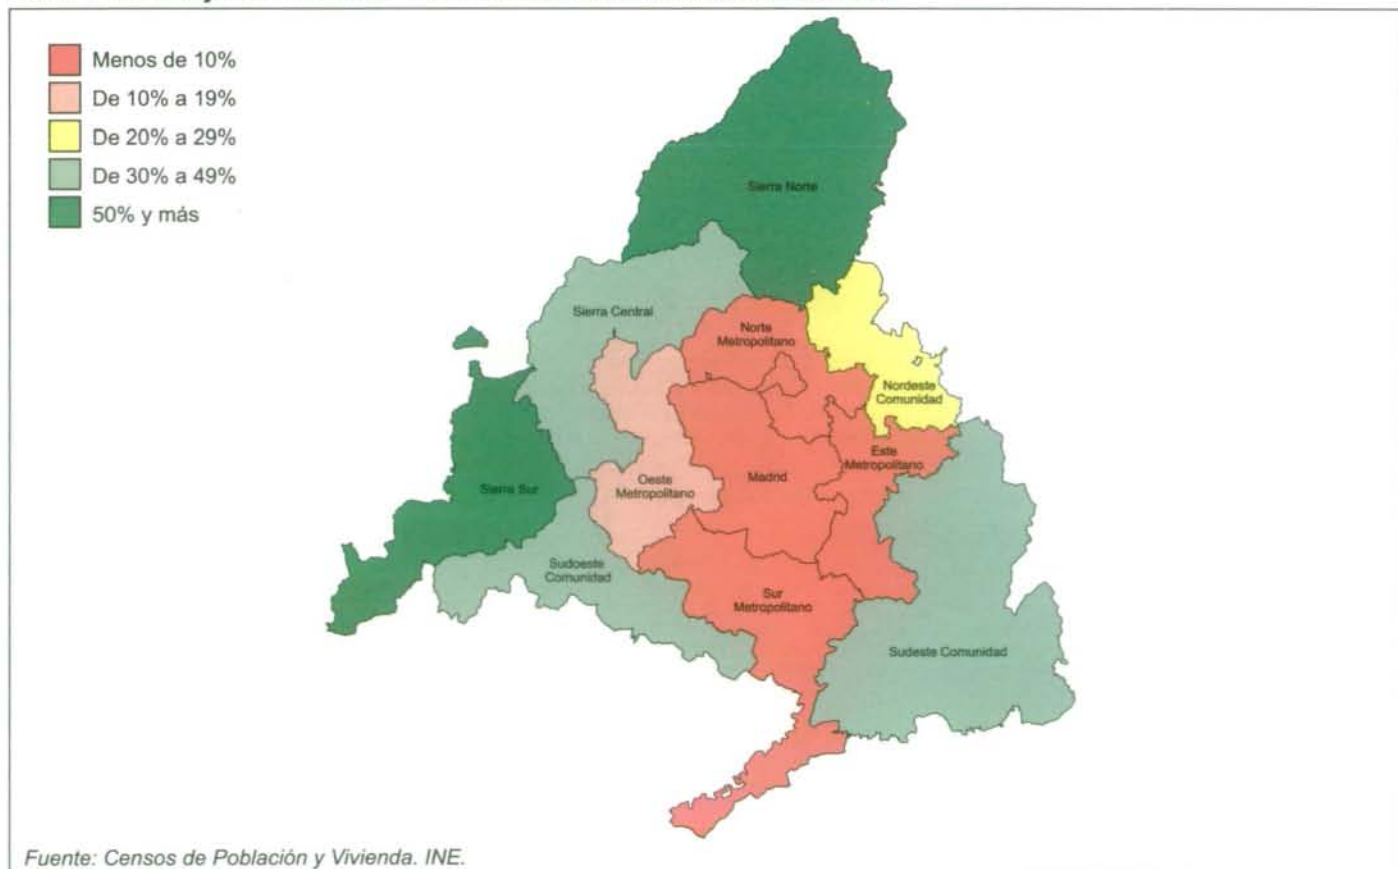 Menos de 10%
De 10% a 19%
De 20% a 29%
De 30% a 49%
50% y más
Sierra Norte
Sierra Central
Norte
Metropolitano
Nordeste
Comunidad
Este
Metropolitano
Oeste
Metropolitano
Madrid
Sierra Sur
Sudoeste
Comunidad
Sur
Metropolitano
Sudeste Comunidad
Fuente: Censos de Población y Vivienda. INE.